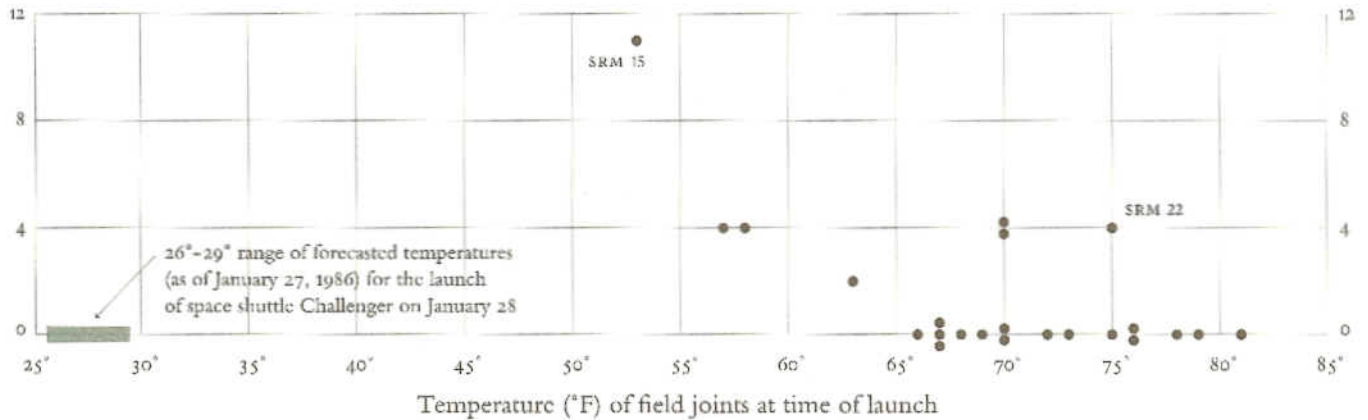 12 12
SRM 15
8 8
SRM 22
4 4
26°-29° range of forecasted temperatures
(as of January 27, 1986) for the launch
of space shuttle Challenger on January 28
0 0
25° 30° 35° 40° 45° 50° 55° 60° 65° 70° 75° 80° 85°
Temperature (°F) of field joints at time of launch